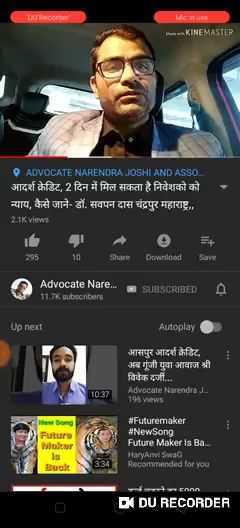 "DU Recorder"
Mic in use
Made with KINEMASTER
ADVOCATE NARENDRA JOSHI AND ASSO...
आदर्श क्रेडिट, 2 दिन में मिल सकता है निवेशको को
न्याय, कैसे जाने- डॉ. सवपन दास चंद्रपुर महाराष्ट्र,,
2.1K views
295
10
Share
Download
Save
Advocate Nare...
11.7K subscribers
SUBSCRIBED
Up next
Autoplay
आसपुर आदर्श क्रेडिट,
अब गूंजी युवा आवाज श्री
विवेक दर्जी...
Advocate Narendra J...
196 views
10:37
New Song
Future
Maker
is
Back
3:34
#Futuremaker
#NewSong
Future Maker Is Ba...
HaryAnvi SwaG
Recommended for you
DU RECORDER